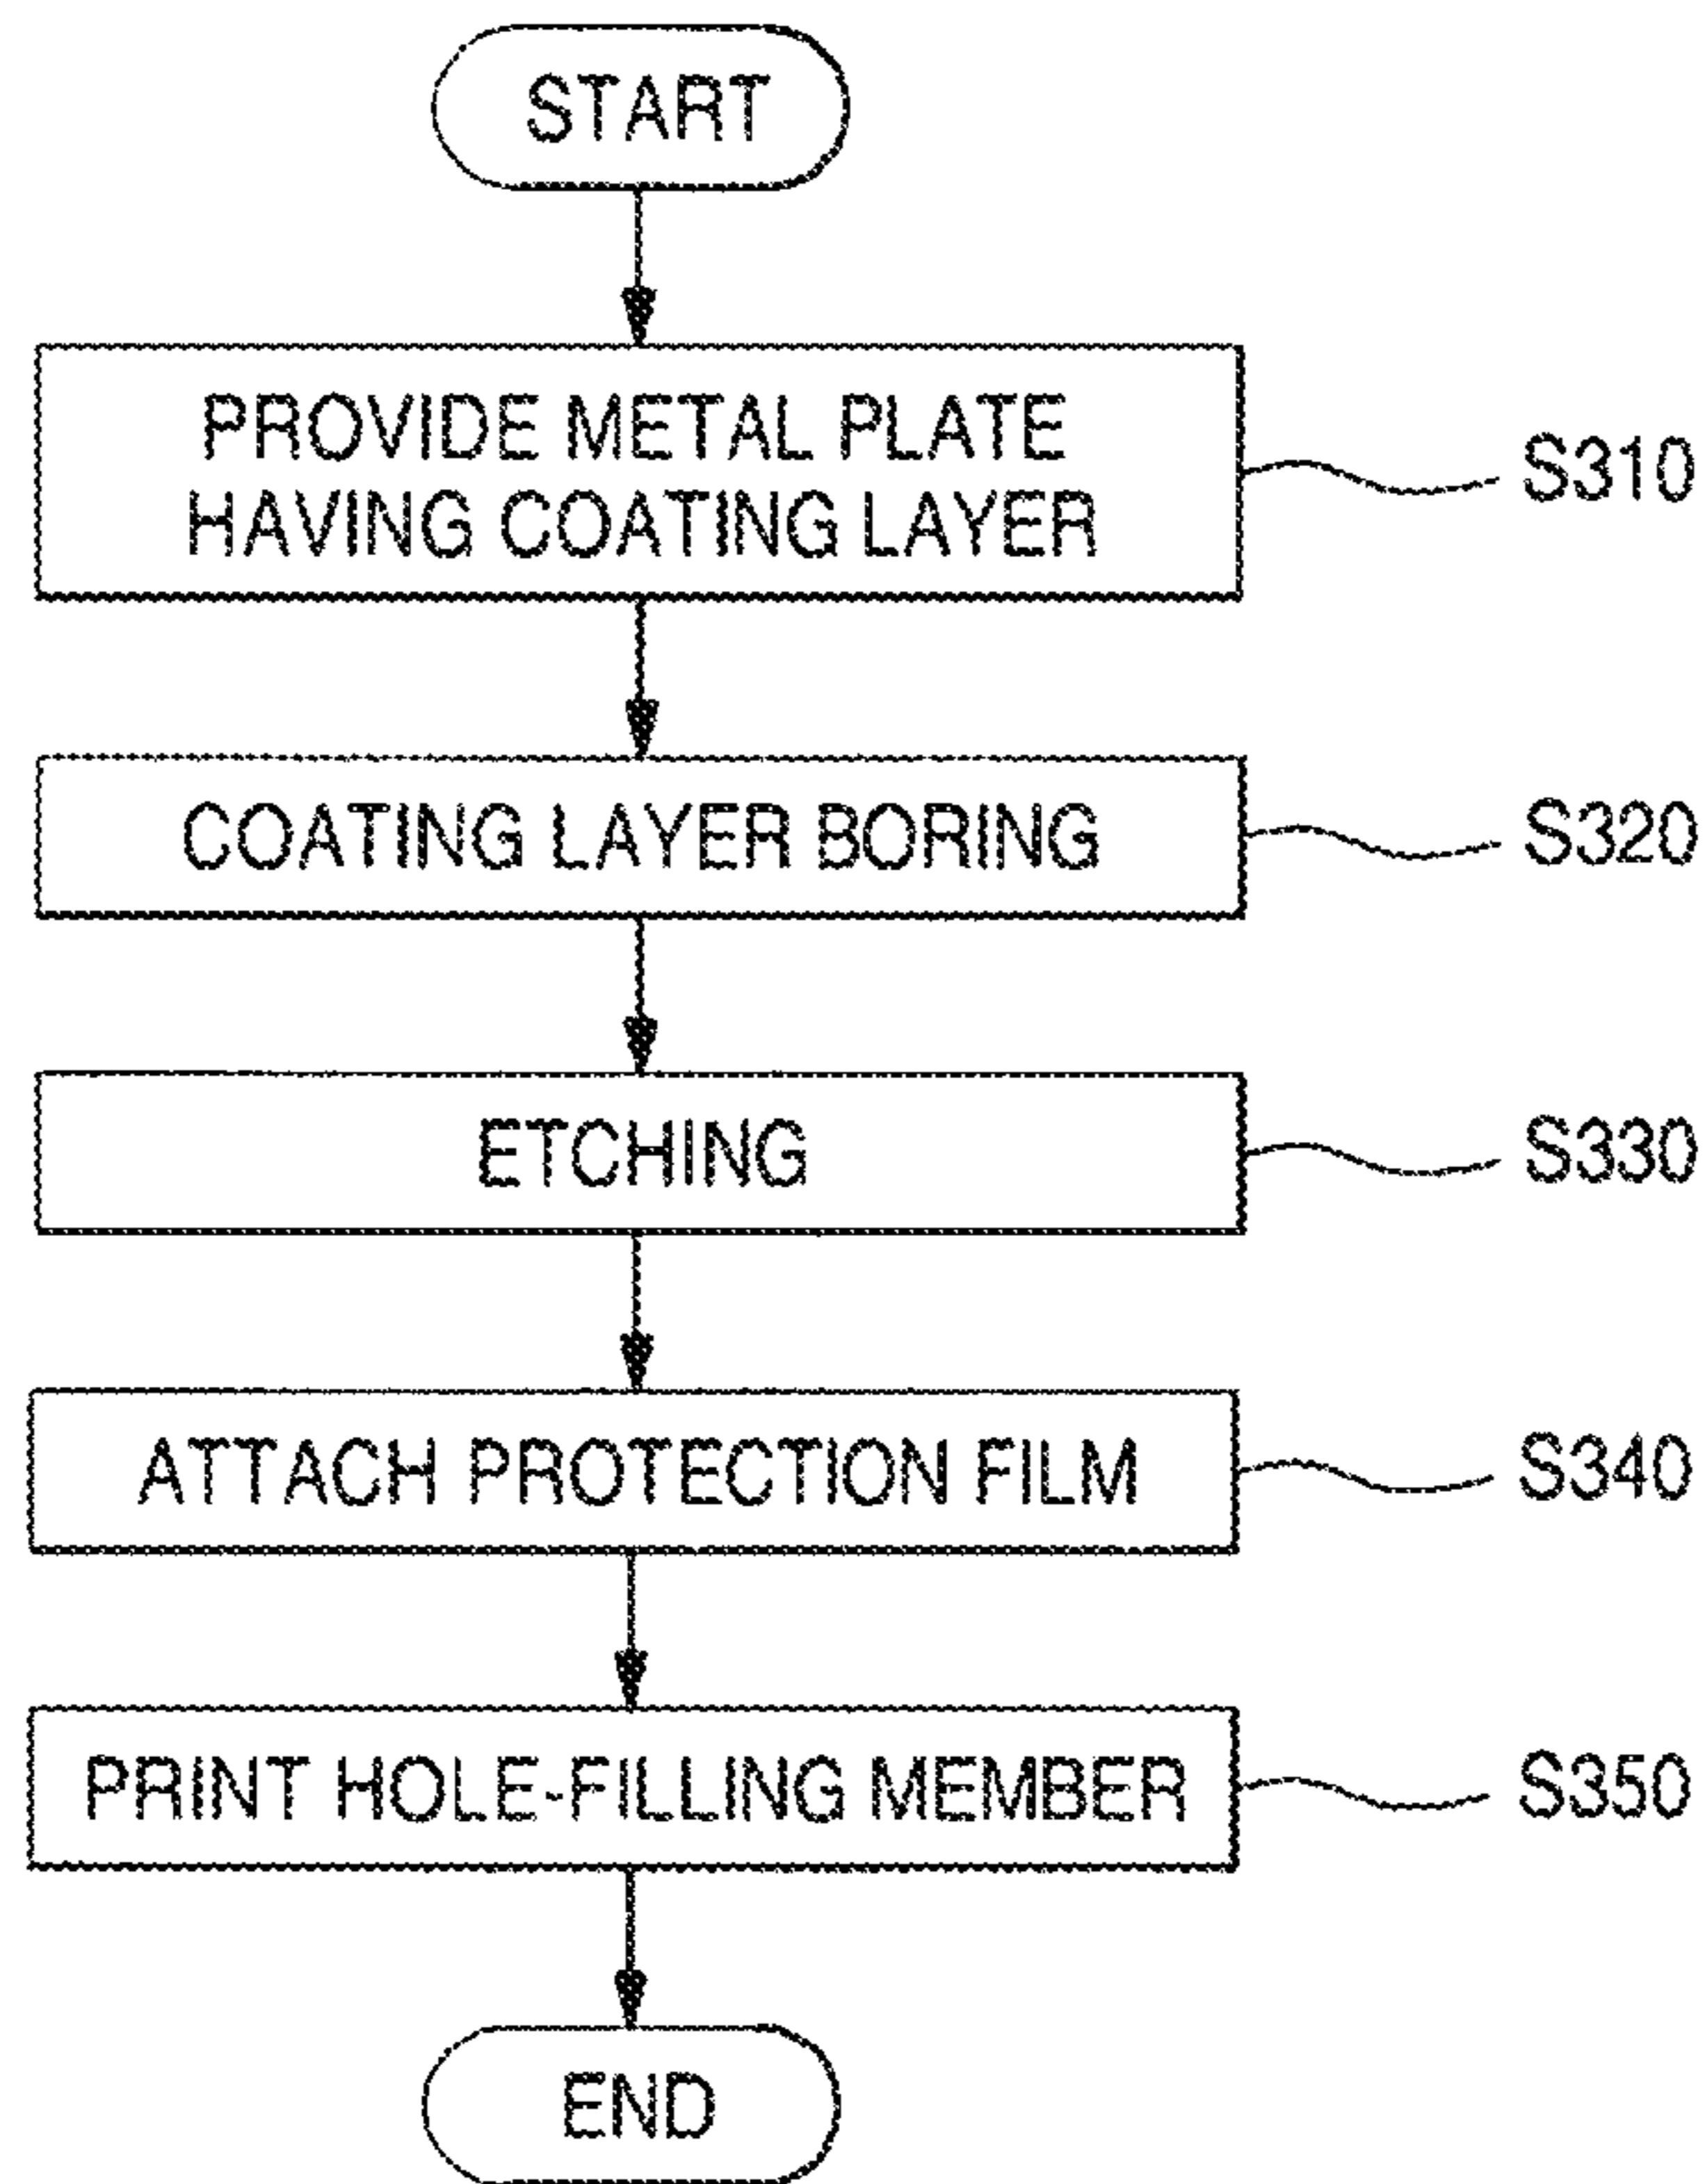 START
PROVIDE METAL PLATE
HAVING COATING LAYER
S310
COATING LAYER BORING
S320
ETCHING
S330
ATTACH PROTECTION FILM
S340
PRINT HOLE-FILLING MEMBER
S350
END